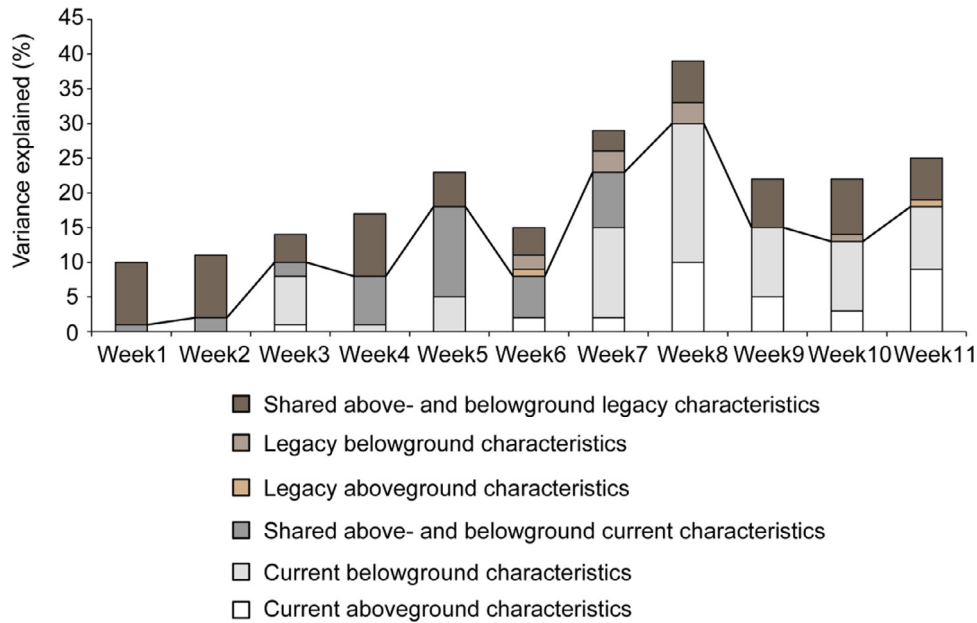 Variance explained (%)
45
40
35
30
25
20
15
10
5
0
Week1 Week2 Week3 Week4 Week5 Week6 Week7 Week8 Week9 Week10 Week11
Shared above- and belowground legacy characteristics
Legacy belowground characteristics
Legacy aboveground characteristics
Shared above- and belowground current characteristics
Current belowground characteristics
Current aboveground characteristics